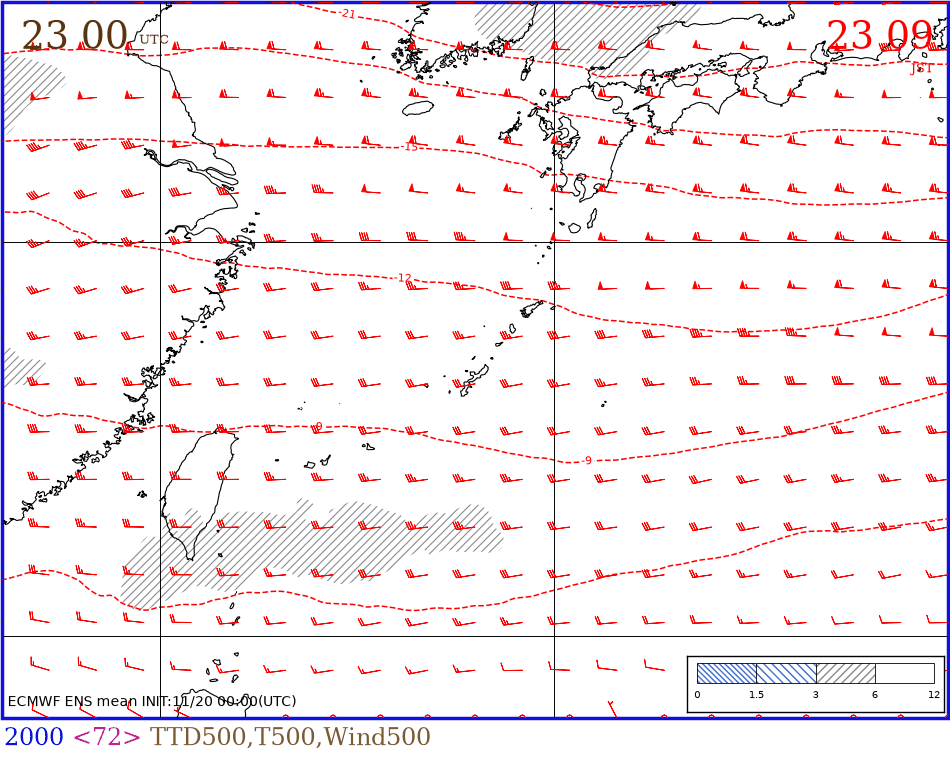 23.00 UTC
23.09
JST
-21
-15
-12
-9
-9
ECMWF ENS mean INIT:11/20 00:00(UTC)
0 1.5 3 6 12
2000 <72> TTD500,T500,Wind500